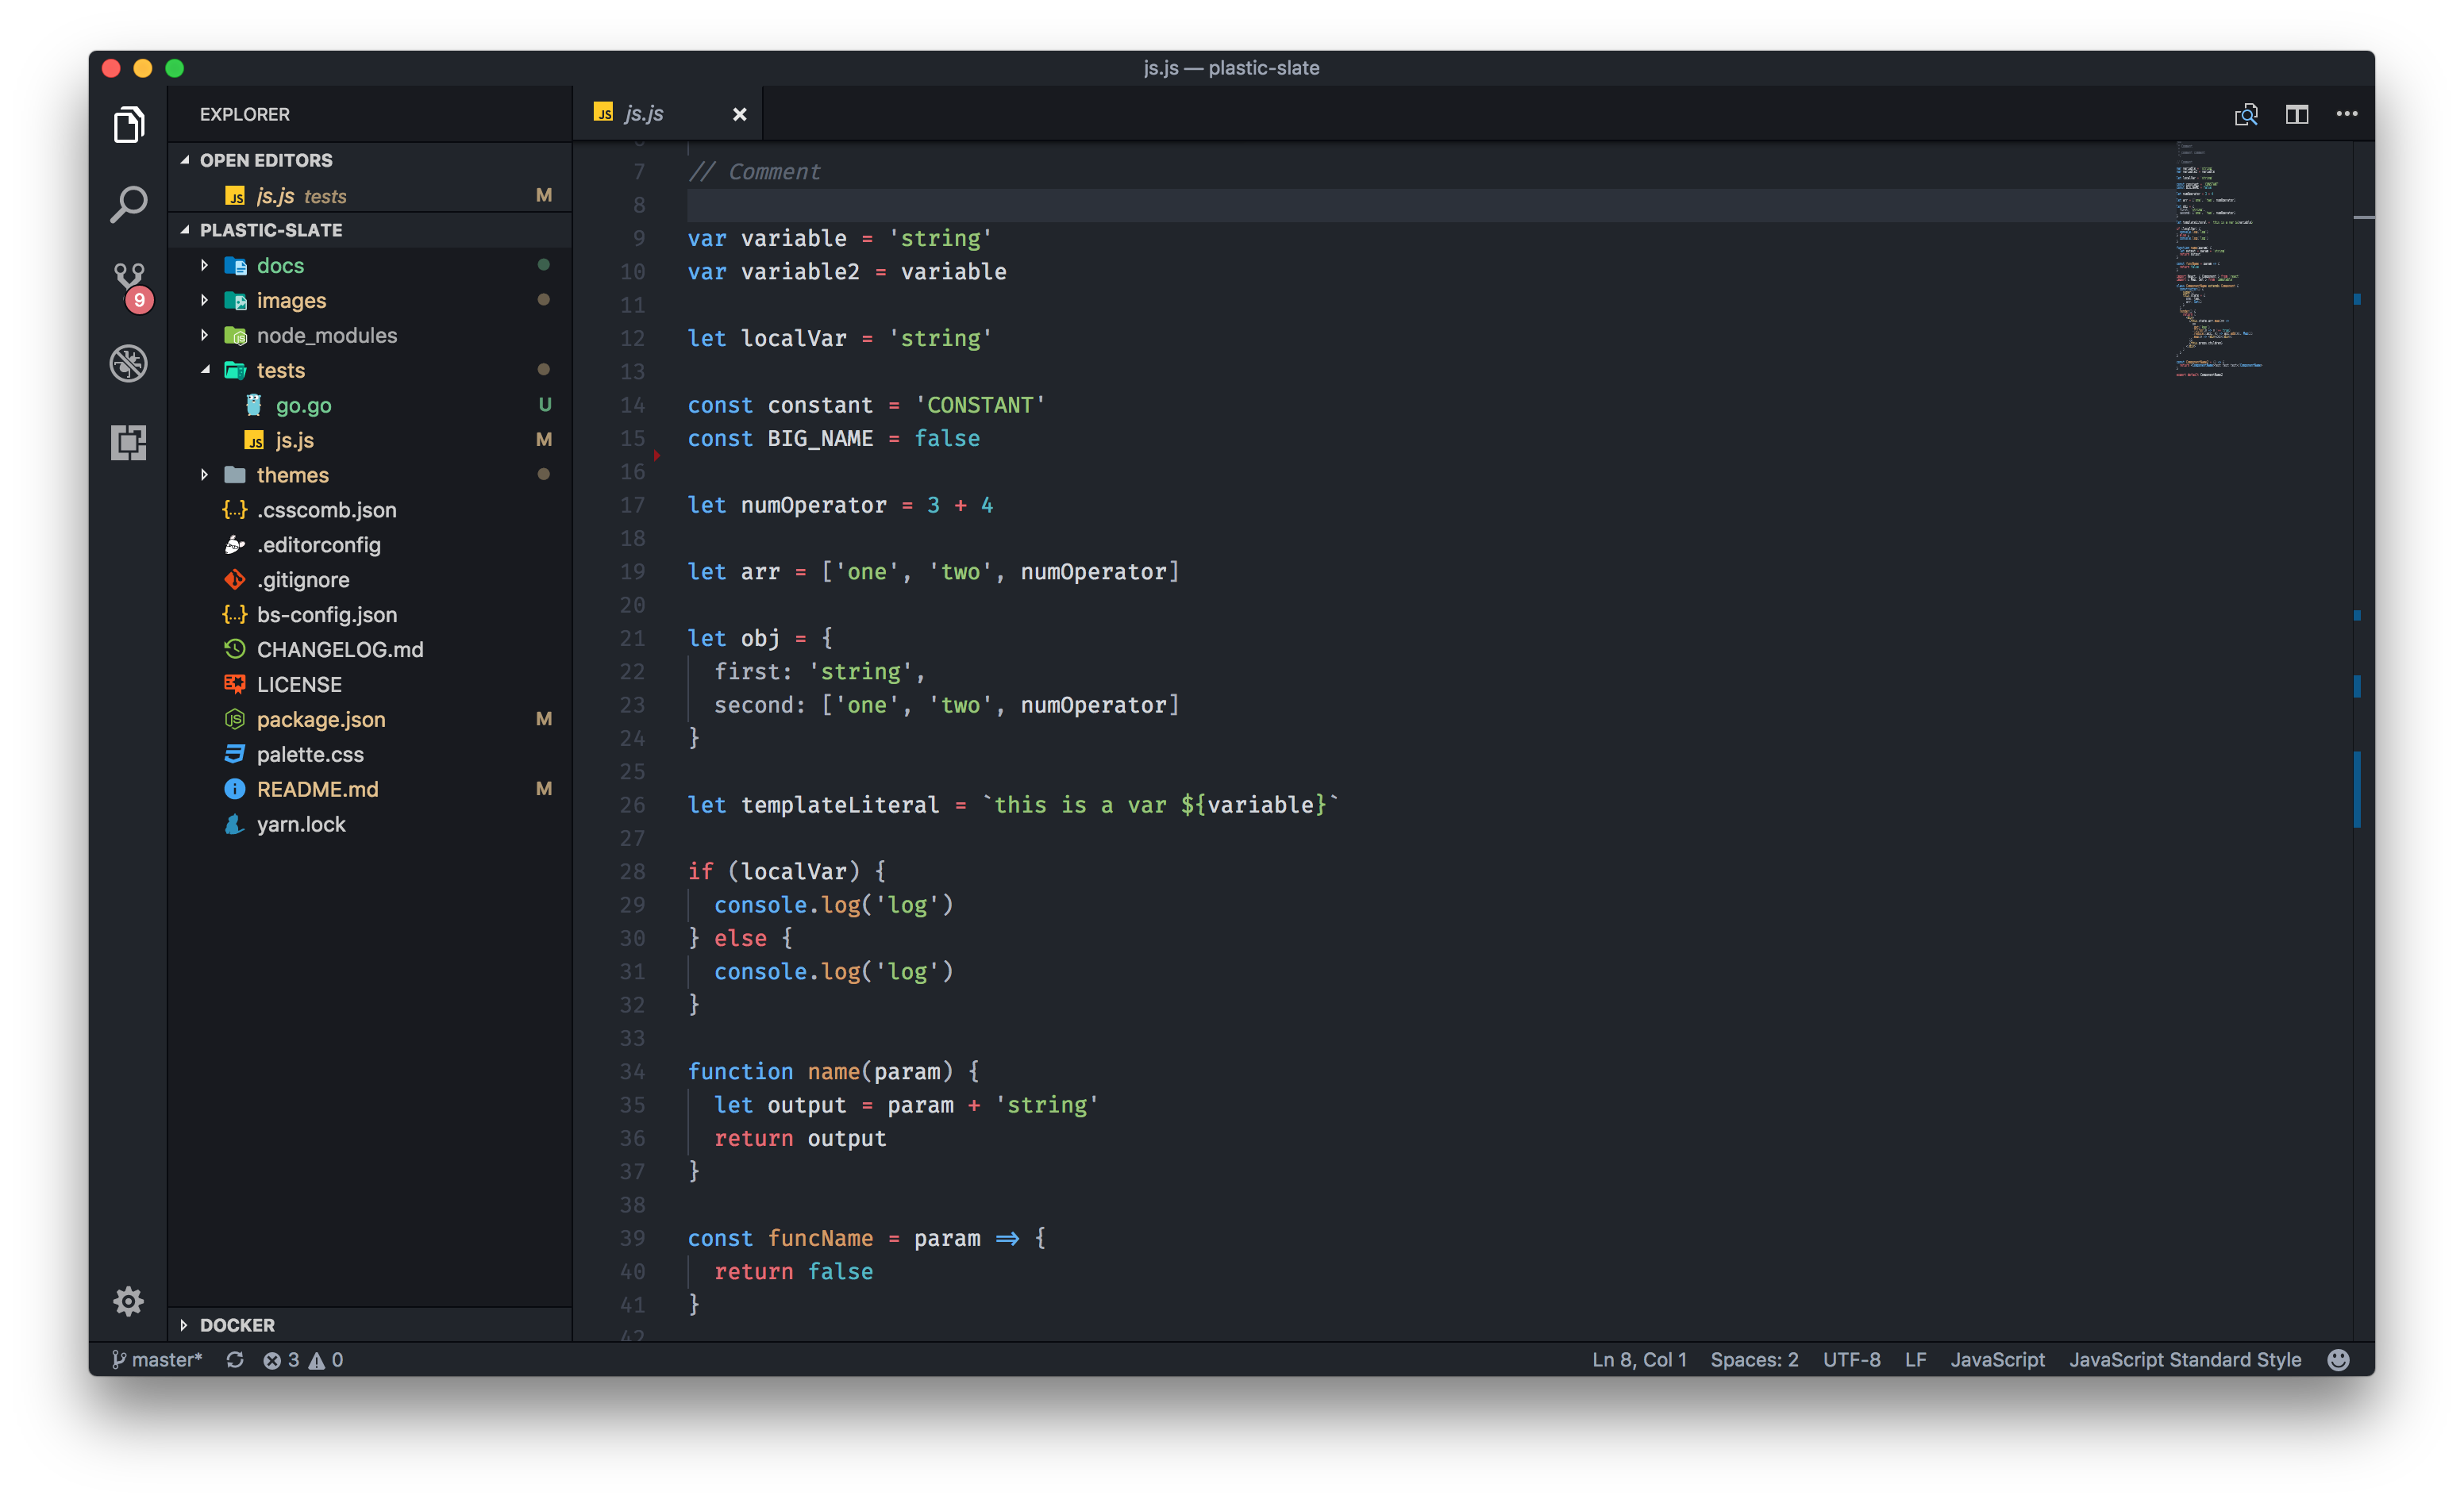 js.js — plastic-slate
EXPLORER
OPEN EDITORS
js.js tests M
PLASTIC-SLATE
docs
images
node_modules
tests
go.go U
js.js M
themes
.csscomb.json
.editorconfig
.gitignore
bs-config.json
CHANGELOG.md
LICENSE
package.json M
palette.css
README.md M
yarn.lock
DOCKER
9
js.js
7 // Comment
8
9 var variable = 'string'
10 var variable2 = variable
11
12 let localVar = 'string'
13
14 const constant = 'CONSTANT'
15 const BIG_NAME = false
16
17 let numOperator = 3 + 4
18
19 let arr = ['one', 'two', numOperator]
20
21 let obj = {
22   first: 'string',
23   second: ['one', 'two', numOperator]
24 }
25
26 let templateLiteral = `this is a var ${variable}`
27
28 if (localVar) {
29   console.log('log')
30 } else {
31   console.log('log')
32 }
33
34 function name(param) {
35   let output = param + 'string'
36   return output
37 }
38
39 const funcName = param => {
40   return false
41 }
42
master* 3 0 Ln 8, Col 1 Spaces: 2 UTF-8 LF JavaScript JavaScript Standard Style